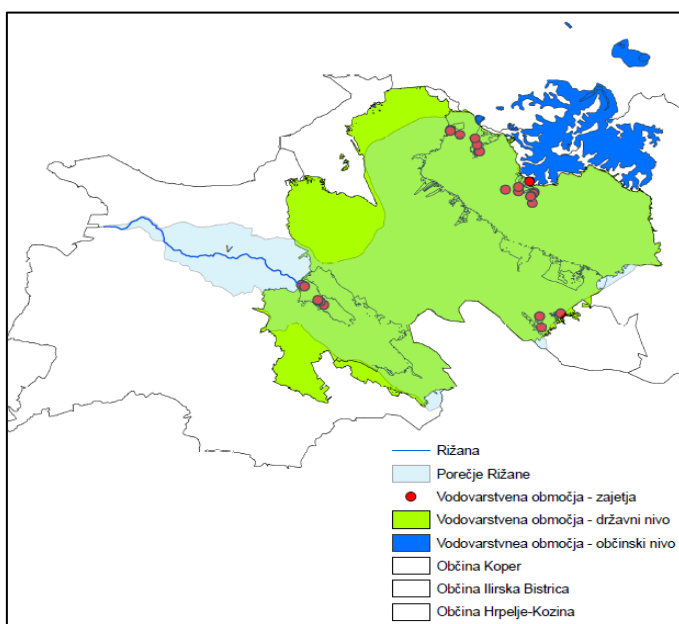 Rižana
Porečje Rižane
Vodovarstvena območja - zajetja
Vodovarstvena območja - državni nivo
Vodovarstvnea območja - občinski nivo
Občina Koper
Občina Ilirska Bistrica
Občina Hrpelje-Kozina